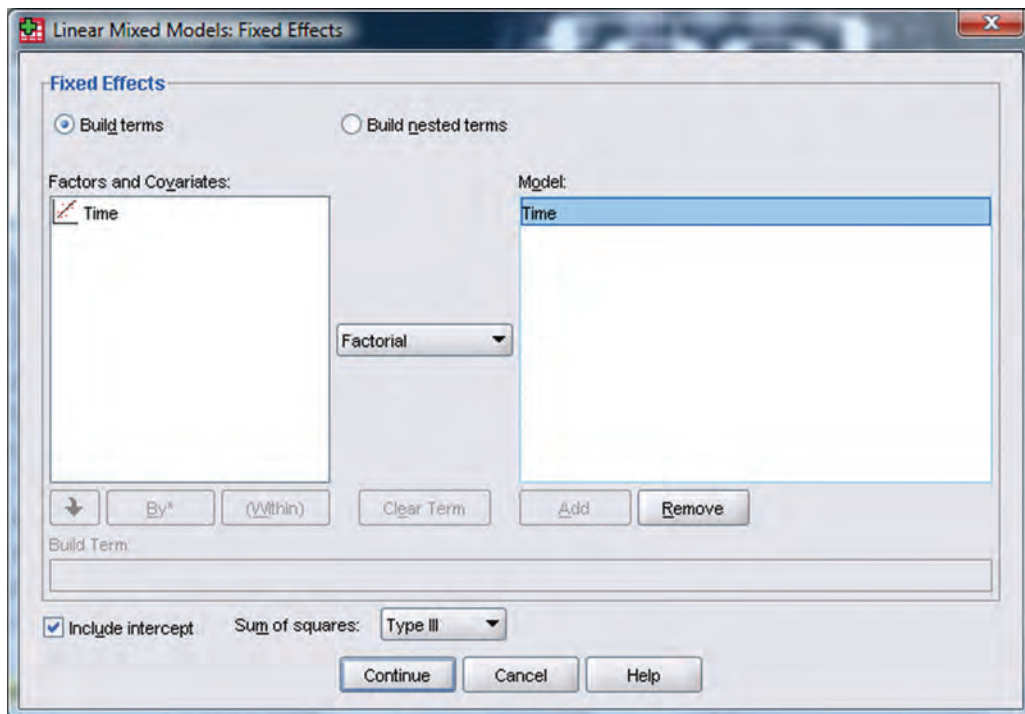 Linear Mixed Models: Fixed Effects
Fixed Effects
Build terms
Build nested terms
Factors and Covariates:
Model:
Time
Time
Factorial
By*
(Within)
Clear Term
Add
Remove
Build Term:
Include intercept
Sum of squares:
Type III
Continue
Cancel
Help